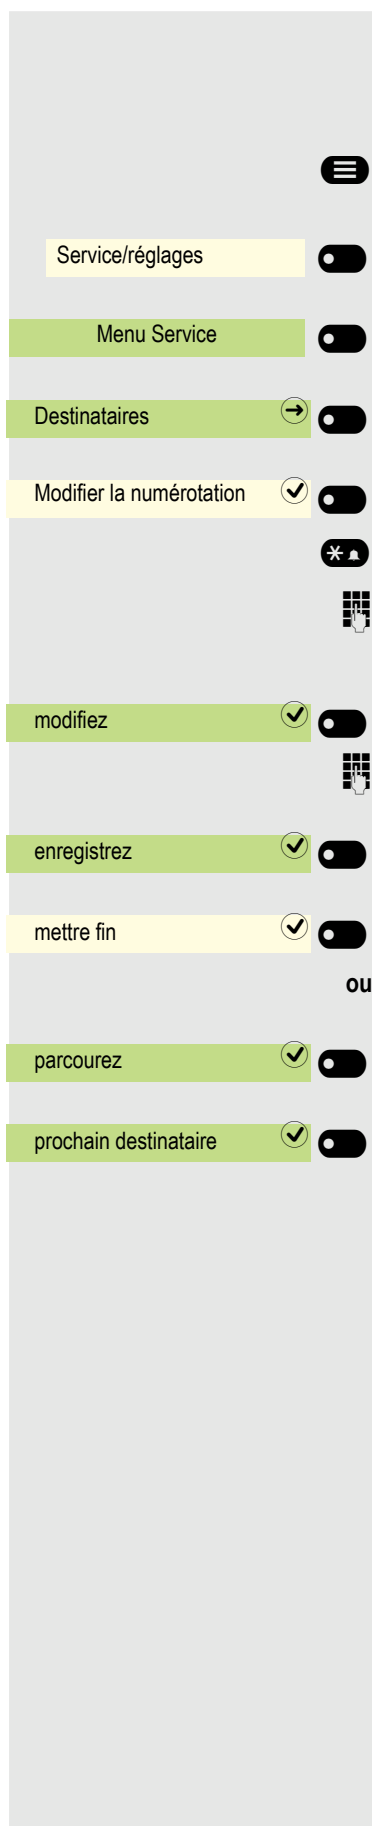 Service/réglages
Menu Service
Destinataires
Modifier la numérotation
modifiez
enregistrez
mettre fin
ou
parcourez
prochain destinataire